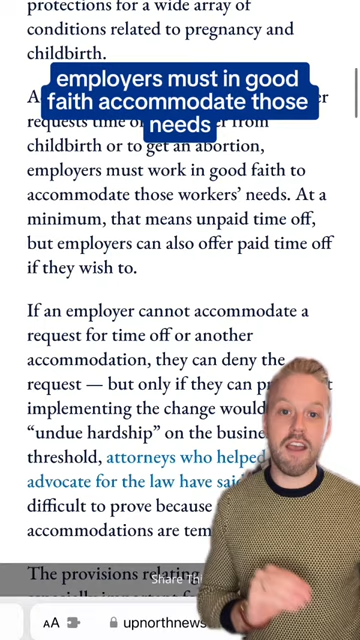 protections for a wide array of
conditions related to pregnancy and
childbirth.
employers must in good
faith accommodate those
needs
requests time
from
childbirth or to get an abortion,
employers must work in good faith to
accommodate those workers’ needs. At a
minimum, that means unpaid time off,
but employers can also offer paid time off
if they wish to.
If an employer cannot accommodate a
request for time off or another
accommodation, they can deny the
request — but only if they can
implementing the change would
“undue hardship” on the
threshold, attorneys who helped
advocate for the law have
difficult to prove because
accommodations are
The provisions
Share
AA
upnorthnews